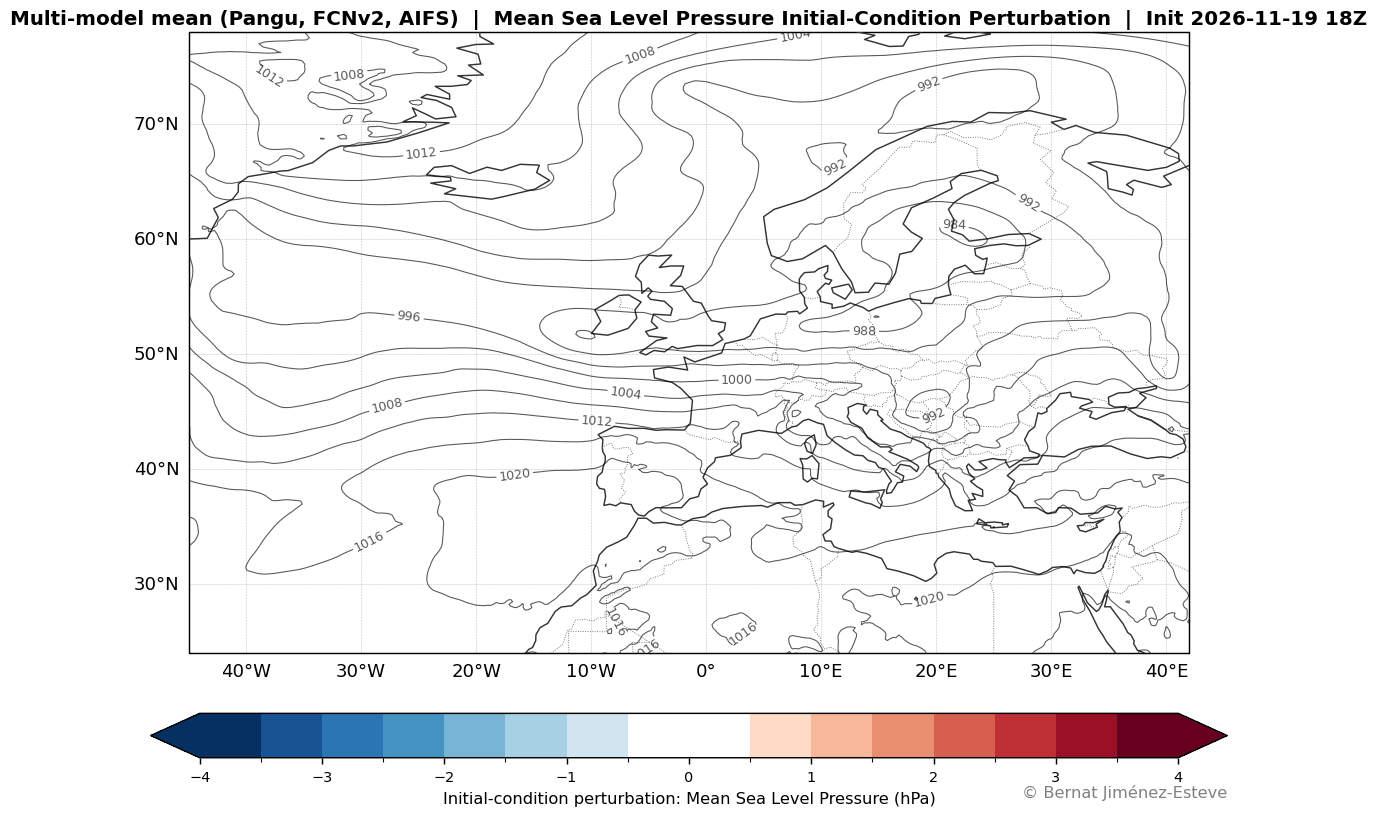 Multi-model mean (Pangu, FCNv2, AIFS) | Mean Sea Level Pressure Initial-Condition Perturbation | Init 2026-11-19 18Z
1004
1008
1012
1008
992
70°N
1012
992
992
984
60°N
996
988
50°N
1000
1004
1008
1012
992
40°N
1020
1016
30°N
1020
1016
1016
1016
40°W 30°W 20°W 10°W 0° 10°E 20°E 30°E 40°E
−4 −3 −2 −1 0 1 2 3 4
Initial-condition perturbation: Mean Sea Level Pressure (hPa)
© Bernat Jiménez-Esteve